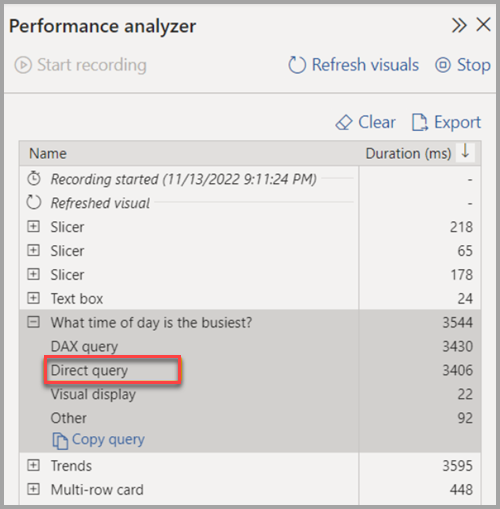 Performance analyzer
Start recording Refresh visuals Stop
Clear Export
Name Duration (ms)
Recording started (11/13/2022 9:11:24 PM) -
Refreshed visual -
Slicer 218
Slicer 65
Slicer 178
Text box 24
What time of day is the busiest? 3544
DAX query 3430
Direct query 3406
Visual display 22
Other 92
Copy query
Trends 3595
Multi-row card 448